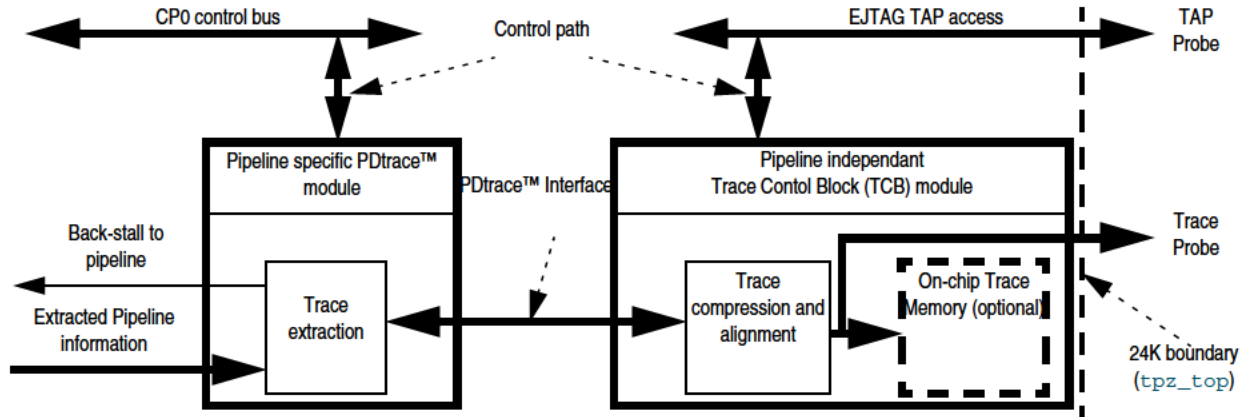 CP0 control bus
Control path
EJTAG TAP access
TAP
Probe
Pipeline specific PDtrace™
module
PDtrace™ Interface
Pipeline independant
Trace Contol Block (TCB) module
Back-stall to
pipeline
Extracted Pipeline
information
Trace
extraction
Trace
compression and
alignment
On-chip Trace
Memory (optional)
Trace
Probe
24K boundary
(tpz_top)